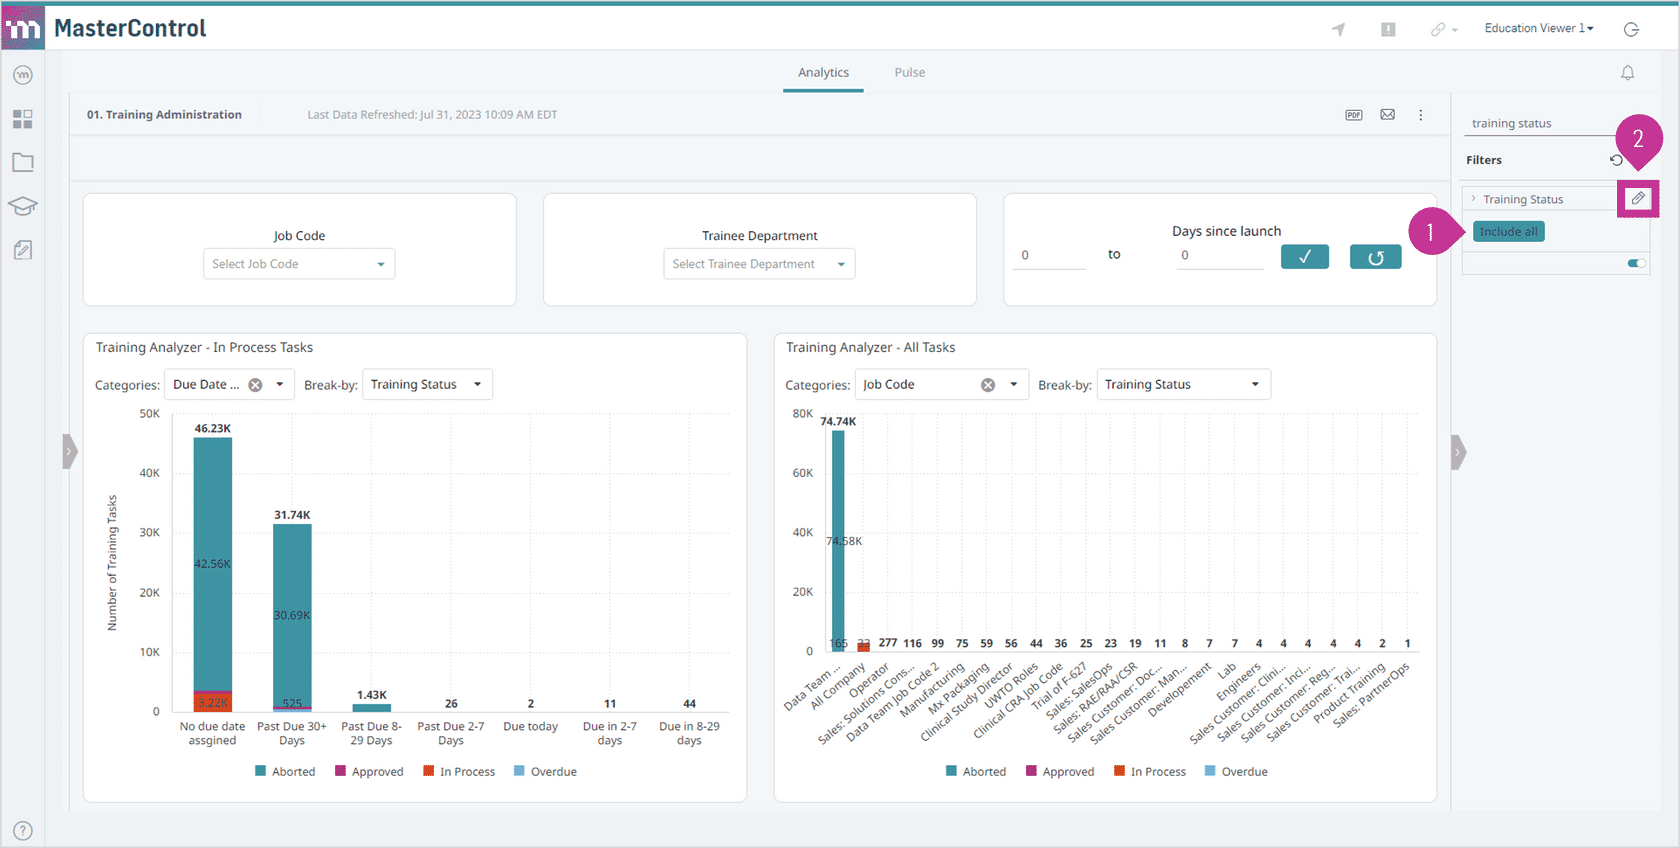 MasterControl
Education Viewer 1
Analytics
Pulse
01. Training Administration
Last Data Refreshed: Jul 31, 2023 10:09 AM EDT
PDF
training status
2
Filters
Training Status
1
Include all
Job Code
Select Job Code
Trainee Department
Select Trainee Department
Days since launch
0
to
0
Training Analyzer - In Process Tasks
Categories:
Due Date ...
Break-by:
Training Status
Number of Training Tasks
50K
40K
30K
20K
10K
0
46.23K
42.56K
3.22K
31.74K
30.69K
525
1.43K
26
2
11
44
No due date assgined
Past Due 30+ Days
Past Due 8-29 Days
Past Due 2-7 Days
Due today
Due in 2-7 days
Due in 8-29 days
Aborted
Approved
In Process
Overdue
Training Analyzer - All Tasks
Categories:
Job Code
Break-by:
Training Status
80K
60K
40K
20K
0
74.74K
74.58K
165
33
277
116
99
75
59
56
44
36
25
23
19
11
8
7
7
4
4
4
4
4
2
1
Data Team ...
All Company
Operator
Sales: Solutions Cons...
Data Team Job Code 2
Manufacturing
Mx Packaging
Clinical Study Director
UWTO Roles
Clinical CRA Job Code
Trial of F-627
Sales: SalesOps
Sales: RAE/RAA/CSR
Sales Customer: Doc...
Sales Customer: Man...
Developement
Lab
Engineers
Sales Customer: Clini...
Sales Customer: Inci...
Sales Customer: Reg...
Sales Customer: Trai...
Product Training
Sales: PartnerOps
Aborted
Approved
In Process
Overdue